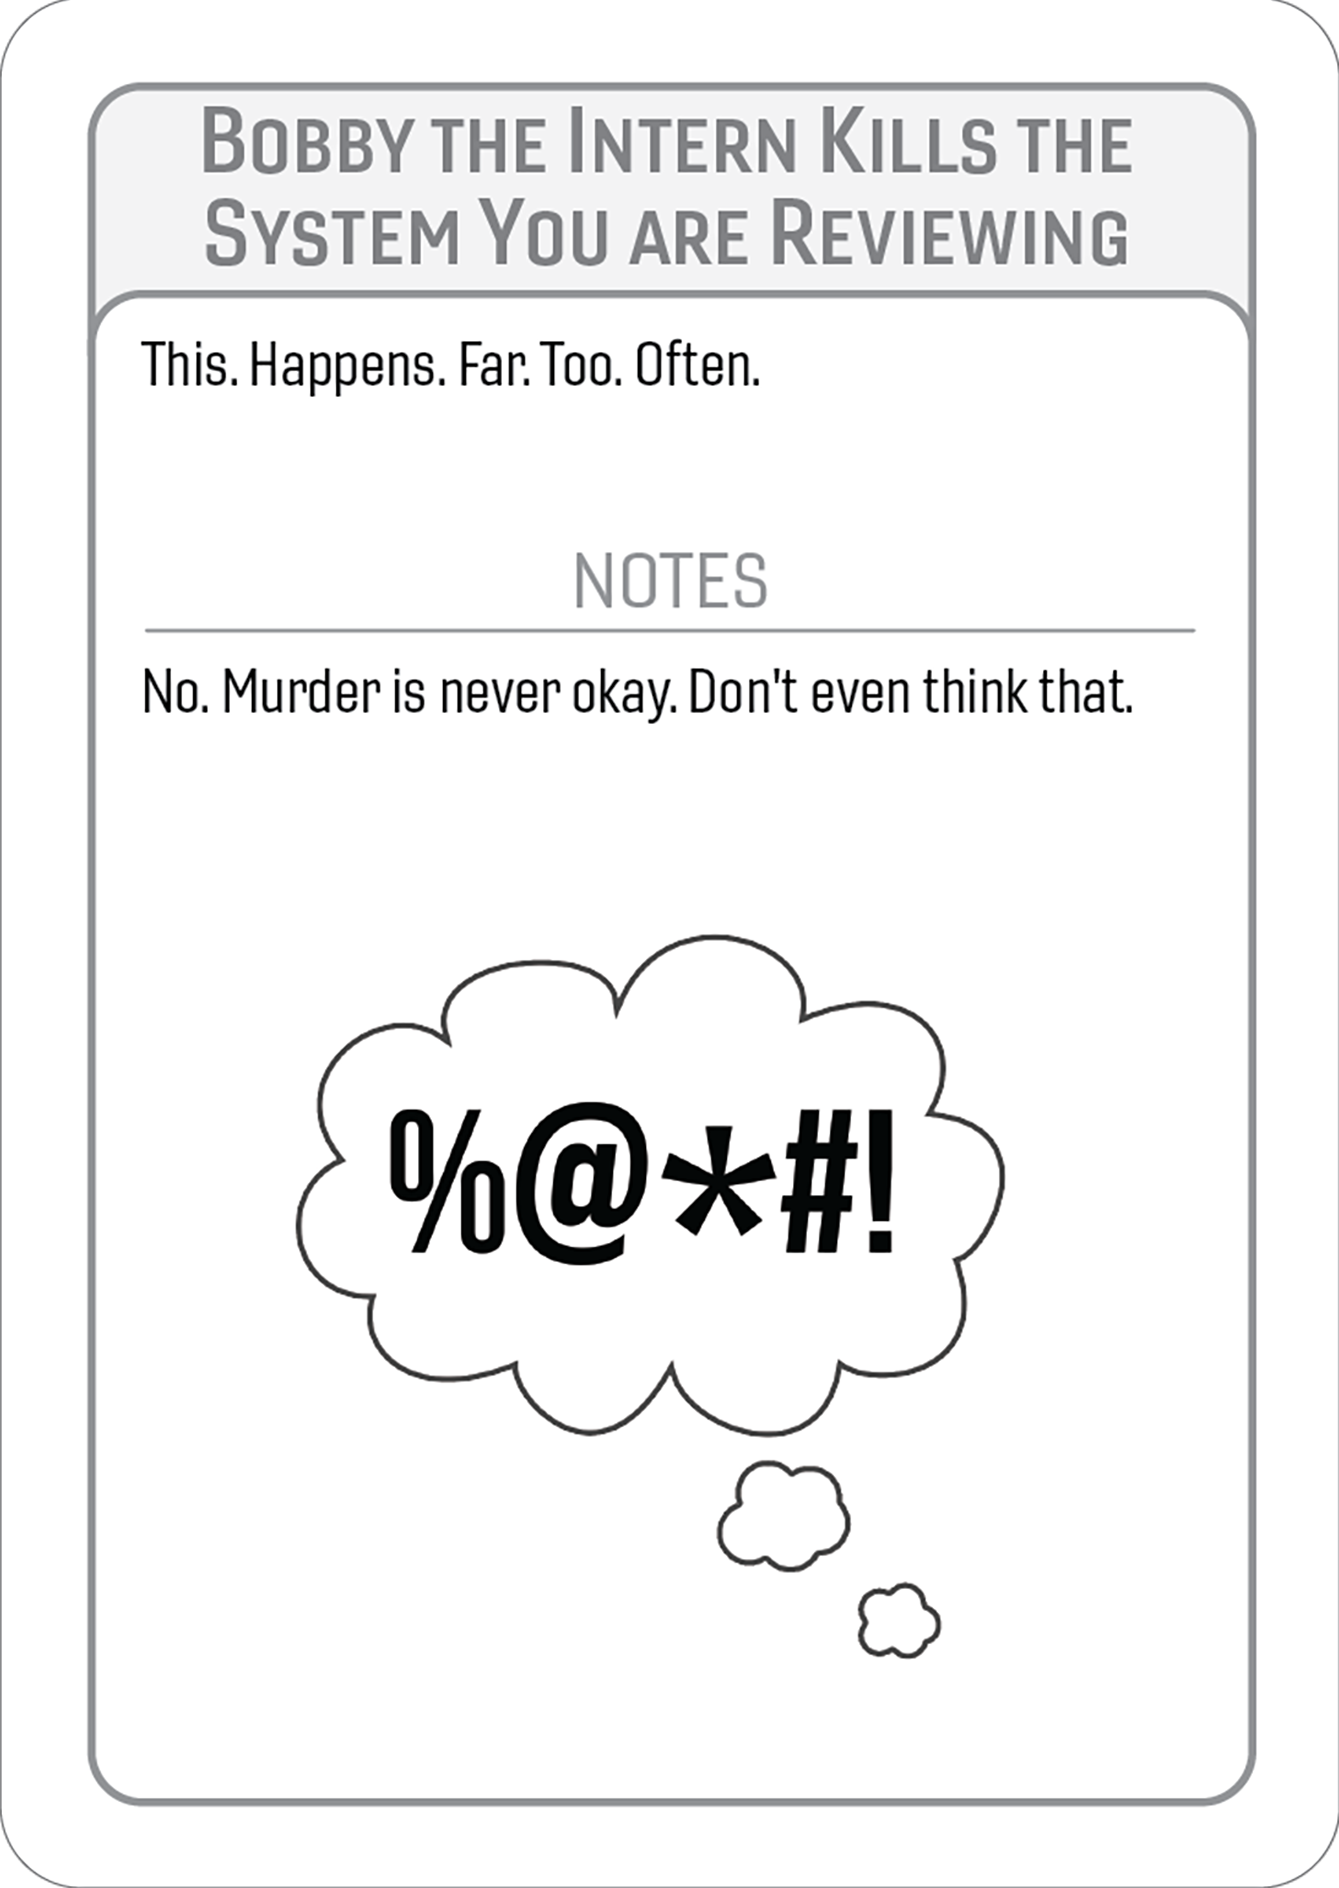 Bobby the Intern Kills the
System You are Reviewing
This. Happens. Far. Too. Often.
NOTES
No. Murder is never okay. Don't even think that.
%@*#!